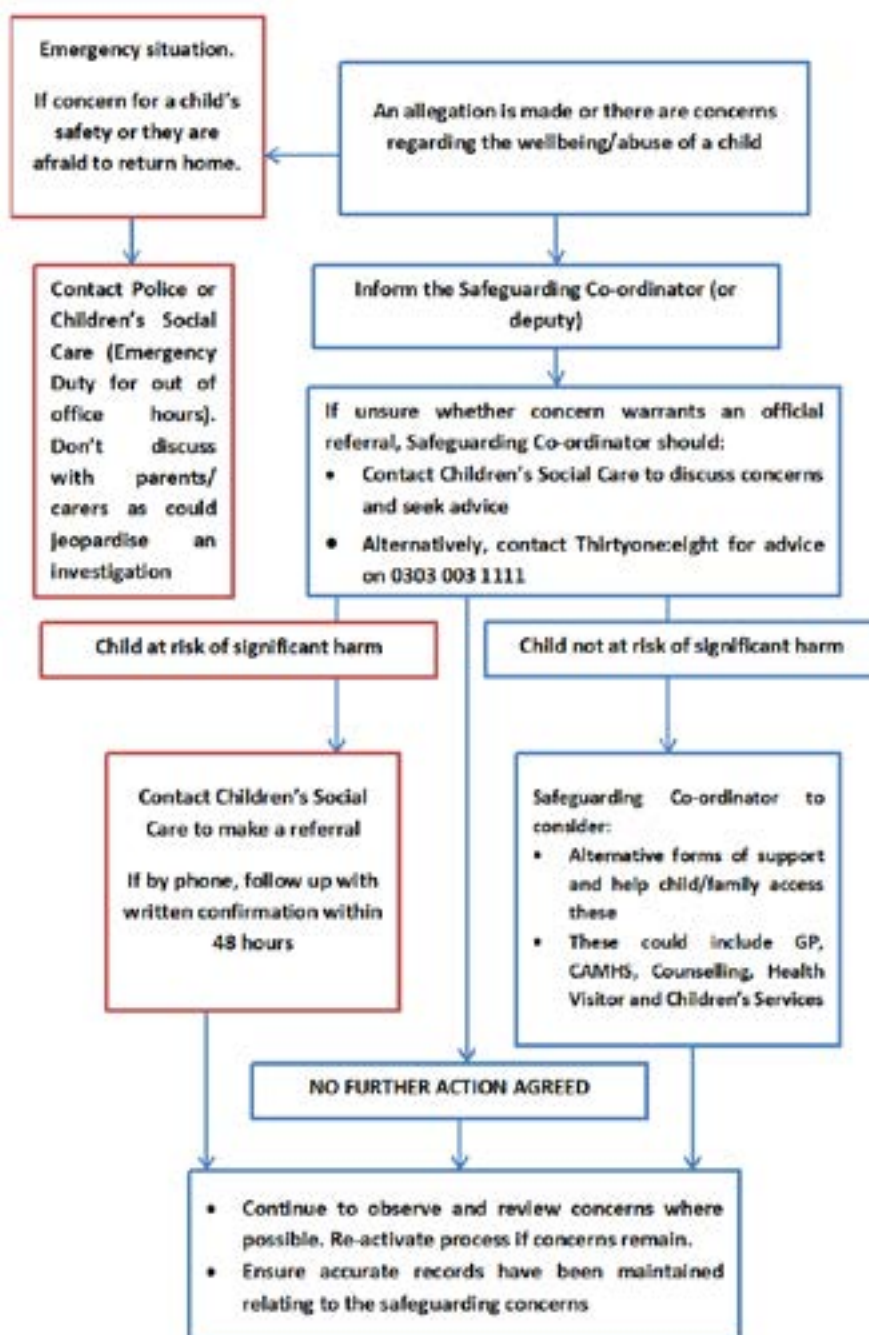 Emergency situation.
If concern for a child's
safety or they are
afraid to return home.
An allegation is made or there are concerns
regarding the wellbeing/abuse of a child
Contact Police or
Children's Social
Care (Emergency
Duty for out of
office hours).
Don't discuss
with parents/
carers as could
jeopardise an
investigation
Inform the Safeguarding Co-ordinator (or
deputy)
If unsure whether concern warrants an official
referral, Safeguarding Co-ordinator should:
• Contact Children's Social Care to discuss concerns
and seek advice
• Alternatively, contact Thirtyone:eight for advice
on 0303 003 1111
Child at risk of significant harm
Child not at risk of significant harm
Contact Children's Social
Care to make a referral
If by phone, follow up with
written confirmation within
48 hours
Safeguarding Co-ordinator to
consider:
• Alternative forms of support
and help child/family access
these
• These could include GP,
CAMHS, Counselling, Health
Visitor and Children's Services
NO FURTHER ACTION AGREED
• Continue to observe and review concerns where
possible. Re-activate process if concerns remain.
• Ensure accurate records have been maintained
relating to the safeguarding concerns